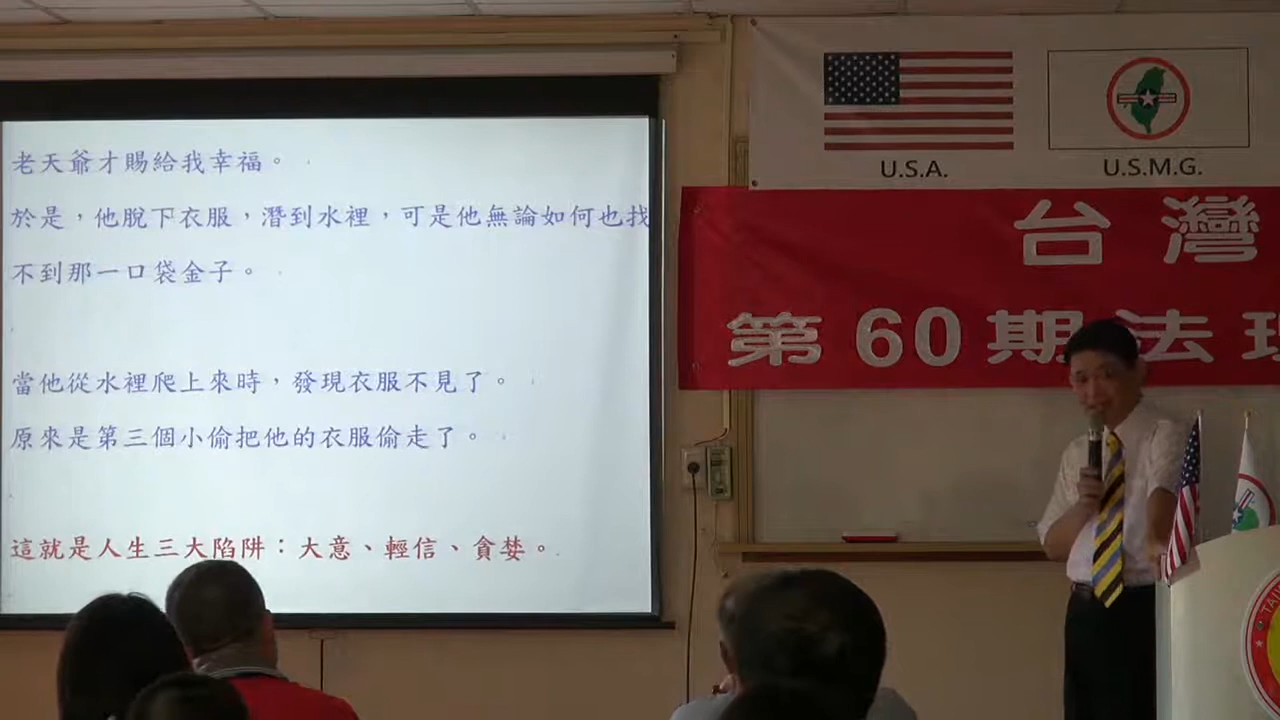 老天爺才賜給我幸福。
於是，他脫下衣服，潛到水裡，可是他無論如何也找
不到那一口袋金子。
當他從水裡爬上來時，發現衣服不見了。
原來是第三個小偷把他的衣服偷走了。
這就是人生三大陷阱：大意、輕信、貪婪。
U.S.A.
U.S.M.G.
台灣
第60期法理